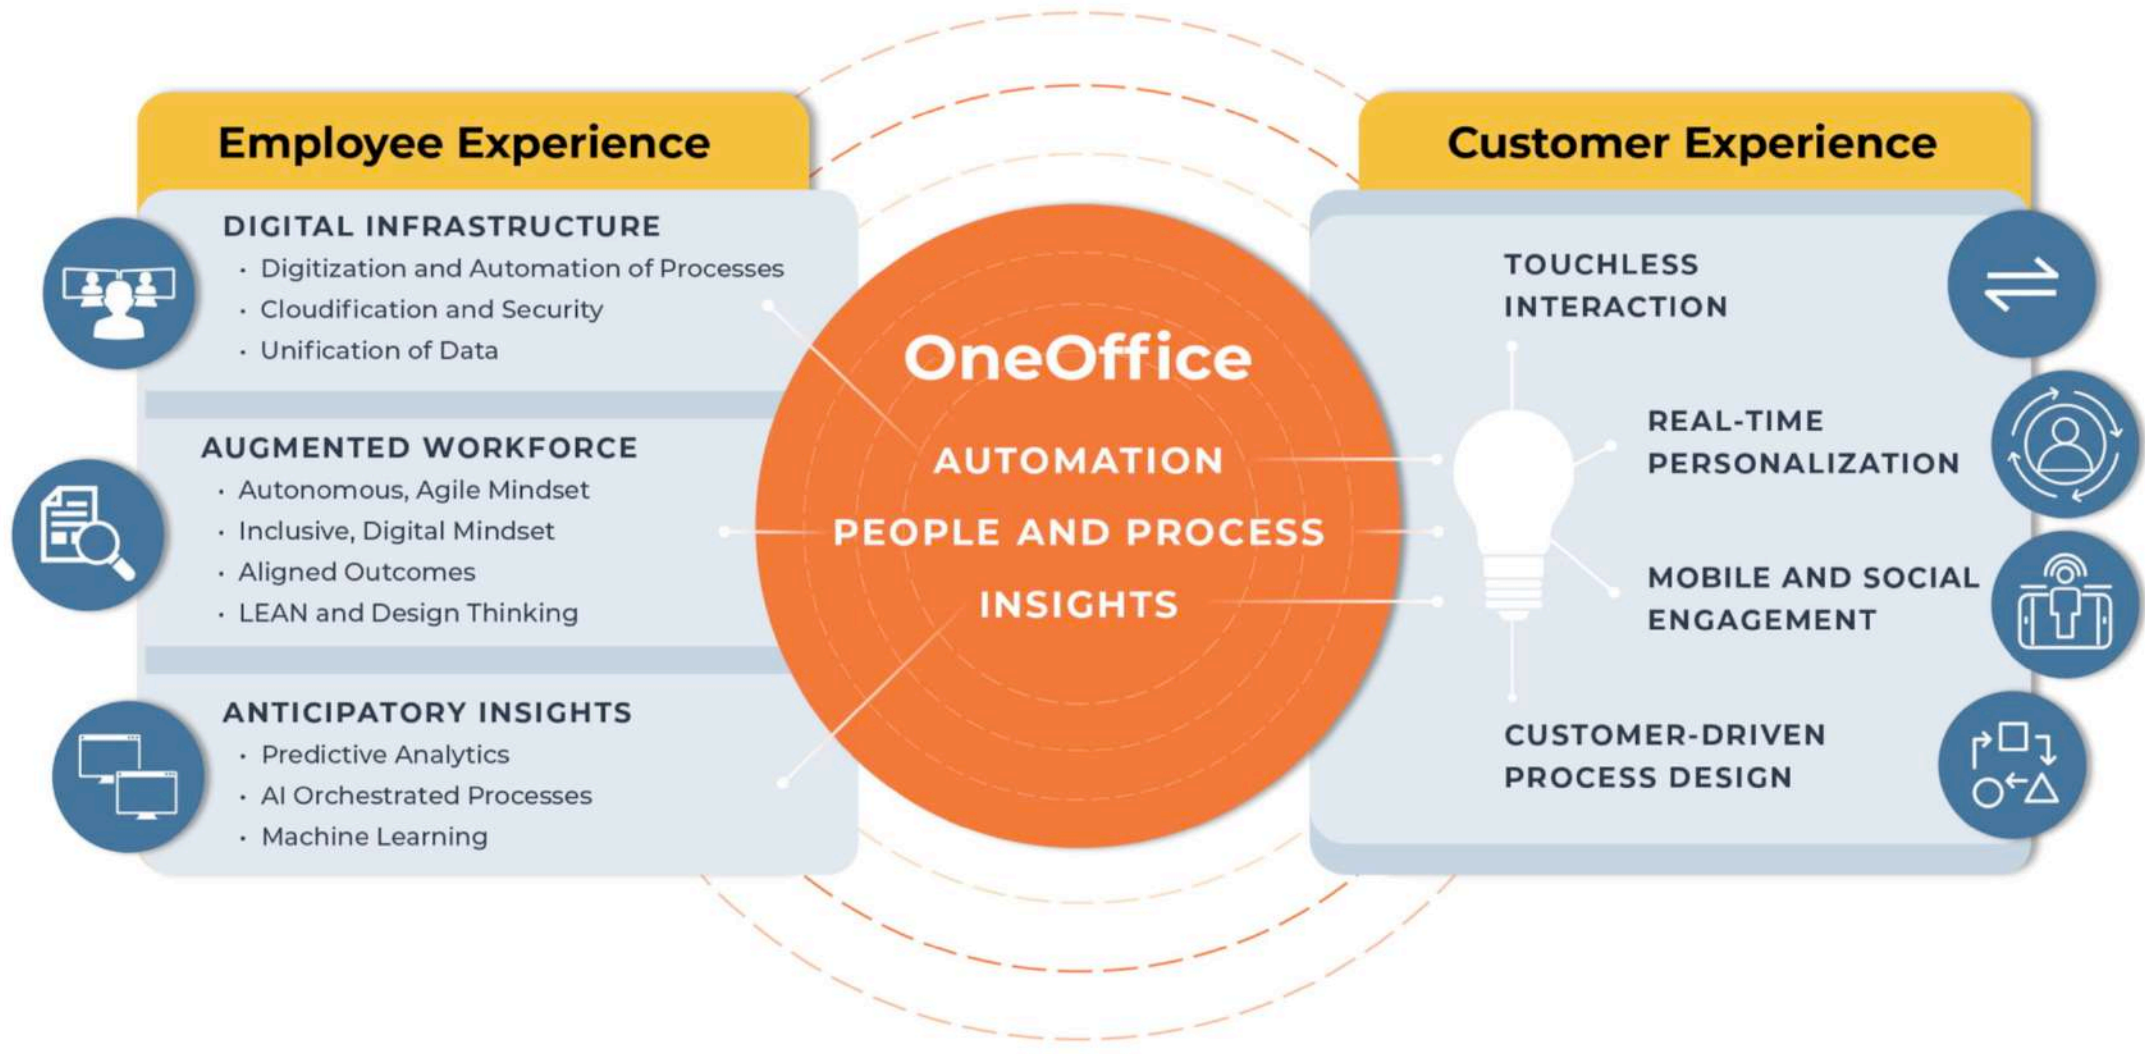 Employee Experience
DIGITAL INFRASTRUCTURE
· Digitization and Automation of Processes
· Cloudification and Security
· Unification of Data
AUGMENTED WORKFORCE
· Autonomous, Agile Mindset
· Inclusive, Digital Mindset
· Aligned Outcomes
· LEAN and Design Thinking
ANTICIPATORY INSIGHTS
· Predictive Analytics
· AI Orchestrated Processes
· Machine Learning
OneOffice
AUTOMATION
PEOPLE AND PROCESS
INSIGHTS
Customer Experience
TOUCHLESS
INTERACTION
REAL-TIME
PERSONALIZATION
MOBILE AND SOCIAL
ENGAGEMENT
CUSTOMER-DRIVEN
PROCESS DESIGN